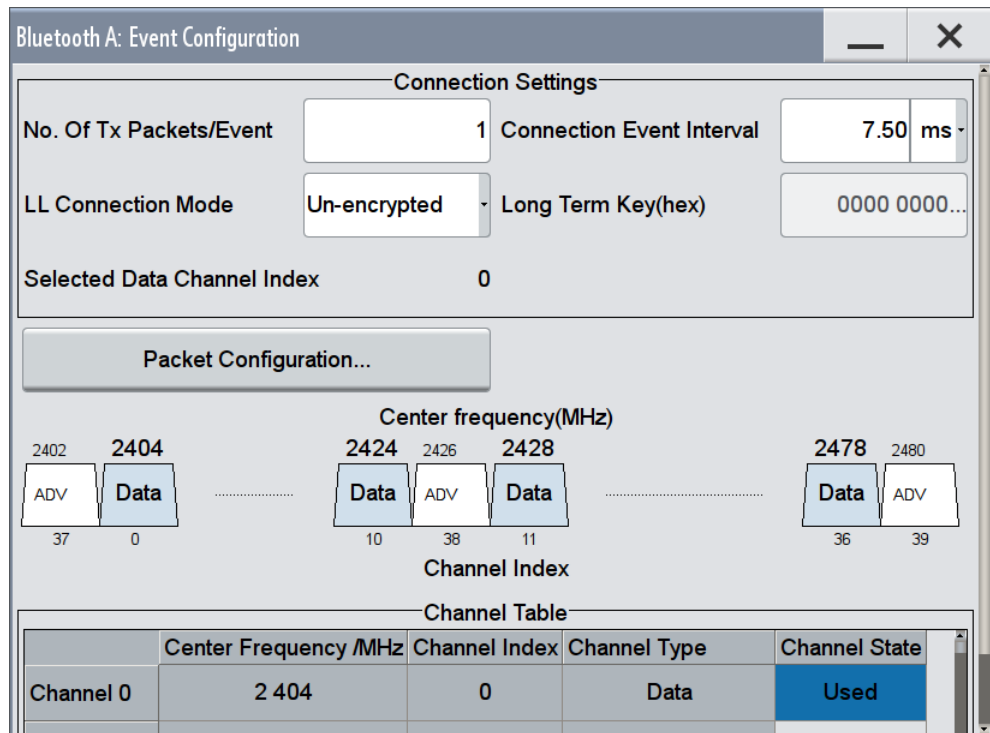 Bluetooth A: Event Configuration
Connection Settings
No. Of Tx Packets/Event 1 Connection Event Interval 7.50 ms
LL Connection Mode Un-encrypted Long Term Key(hex) 0000 0000...
Selected Data Channel Index 0
Packet Configuration...
Center frequency(MHz)
2402 2404 2424 2426 2428 2478 2480
ADV Data Data ADV Data Data ADV
37 0 10 38 11 36 39
Channel Index
Channel Table
Center Frequency /MHz Channel Index Channel Type Channel State
Channel 0 2 404 0 Data Used